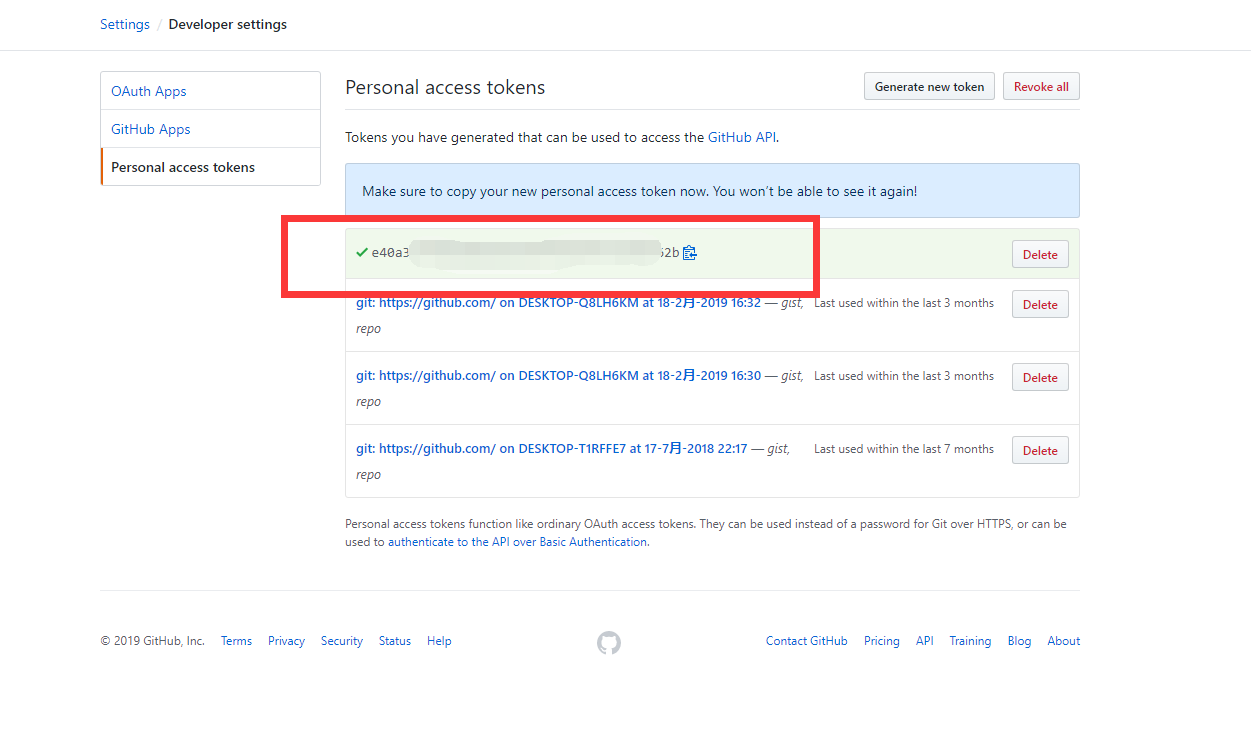 Settings / Developer settings
OAuth Apps
GitHub Apps
Personal access tokens
Personal access tokens
Generate new token
Revoke all
Tokens you have generated that can be used to access the GitHub API.
Make sure to copy your new personal access token now. You won't be able to see it again!
e40a3 62b
Delete
git: https://github.com/ on DESKTOP-Q8LH6KM at 18-2月-2019 16:32 — gist,
repo
Last used within the last 3 months
Delete
git: https://github.com/ on DESKTOP-Q8LH6KM at 18-2月-2019 16:30 — gist,
repo
Last used within the last 3 months
Delete
git: https://github.com/ on DESKTOP-T1RFFE7 at 17-7月-2018 22:17 — gist,
repo
Last used within the last 7 months
Delete
Personal access tokens function like ordinary OAuth access tokens. They can be used instead of a password for Git over HTTPS, or can be
used to authenticate to the API over Basic Authentication.
© 2019 GitHub, Inc. Terms Privacy Security Status Help
Contact GitHub Pricing API Training Blog About